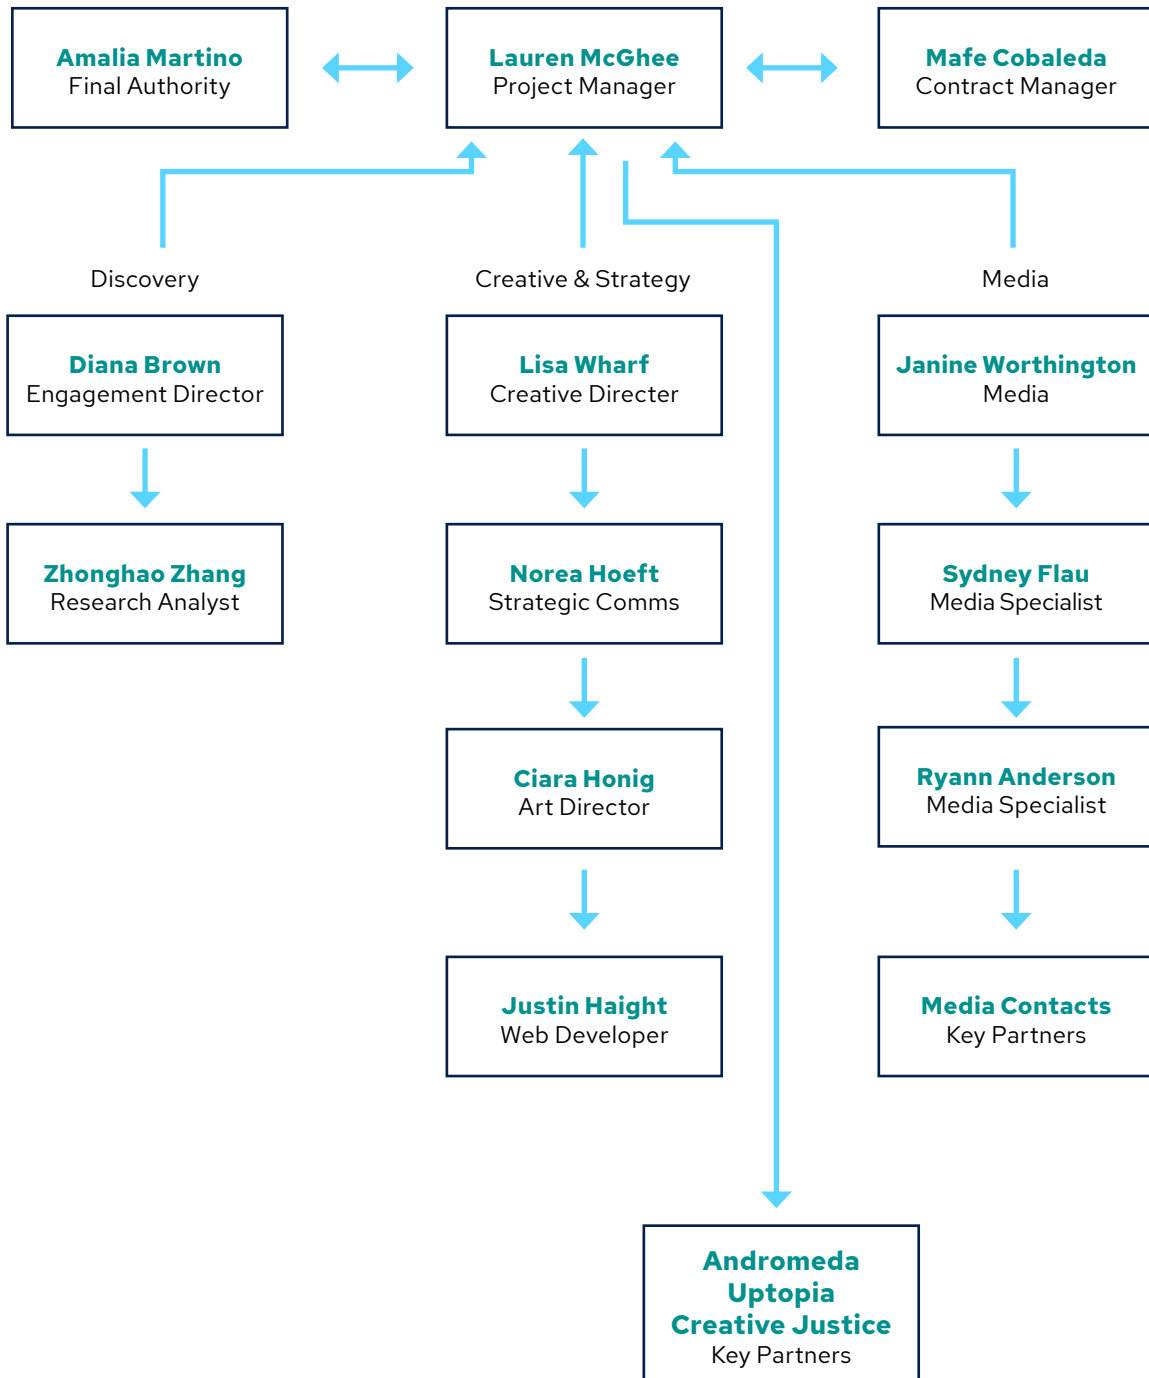 Amalia Martino
Final Authority
Lauren McGhee
Project Manager
Mafe Cobaleda
Contract Manager
Discovery
Creative & Strategy
Media
Diana Brown
Engagement Director
Lisa Wharf
Creative Directer
Janine Worthington
Media
Zhonghao Zhang
Research Analyst
Norea Hoeft
Strategic Comms
Sydney Flau
Media Specialist
Ciara Honig
Art Director
Ryann Anderson
Media Specialist
Justin Haight
Web Developer
Media Contacts
Key Partners
Andromeda
Uptopia
Creative Justice
Key Partners